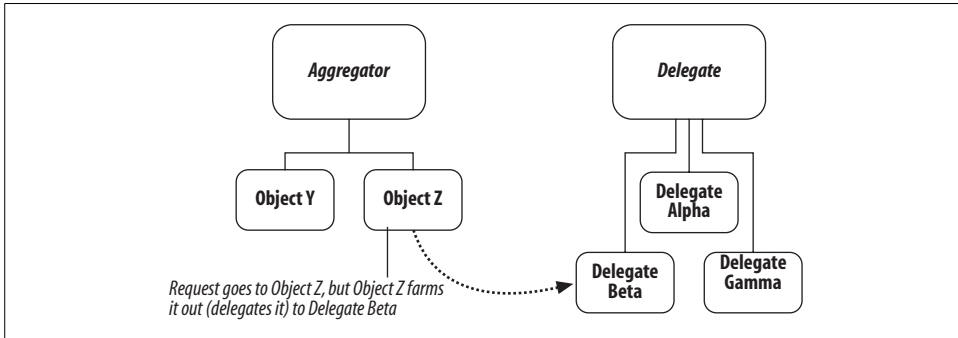 Aggregator
Delegate
Object Y
Object Z
Delegate
Alpha
Delegate
Beta
Delegate
Gamma
Request goes to Object Z, but Object Z farms
it out (delegates it) to Delegate Beta